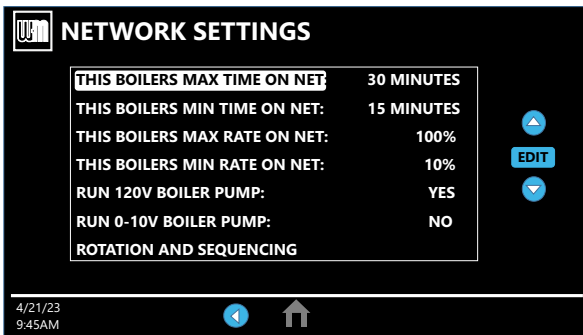 WM NETWORK SETTINGS
THIS BOILERS MAX TIME ON NET: 30 MINUTES
THIS BOILERS MIN TIME ON NET: 15 MINUTES
THIS BOILERS MAX RATE ON NET: 100%
THIS BOILERS MIN RATE ON NET: 10%
EDIT
RUN 120V BOILER PUMP: YES
RUN 0-10V BOILER PUMP: NO
ROTATION AND SEQUENCING
4/21/23
9:45AM